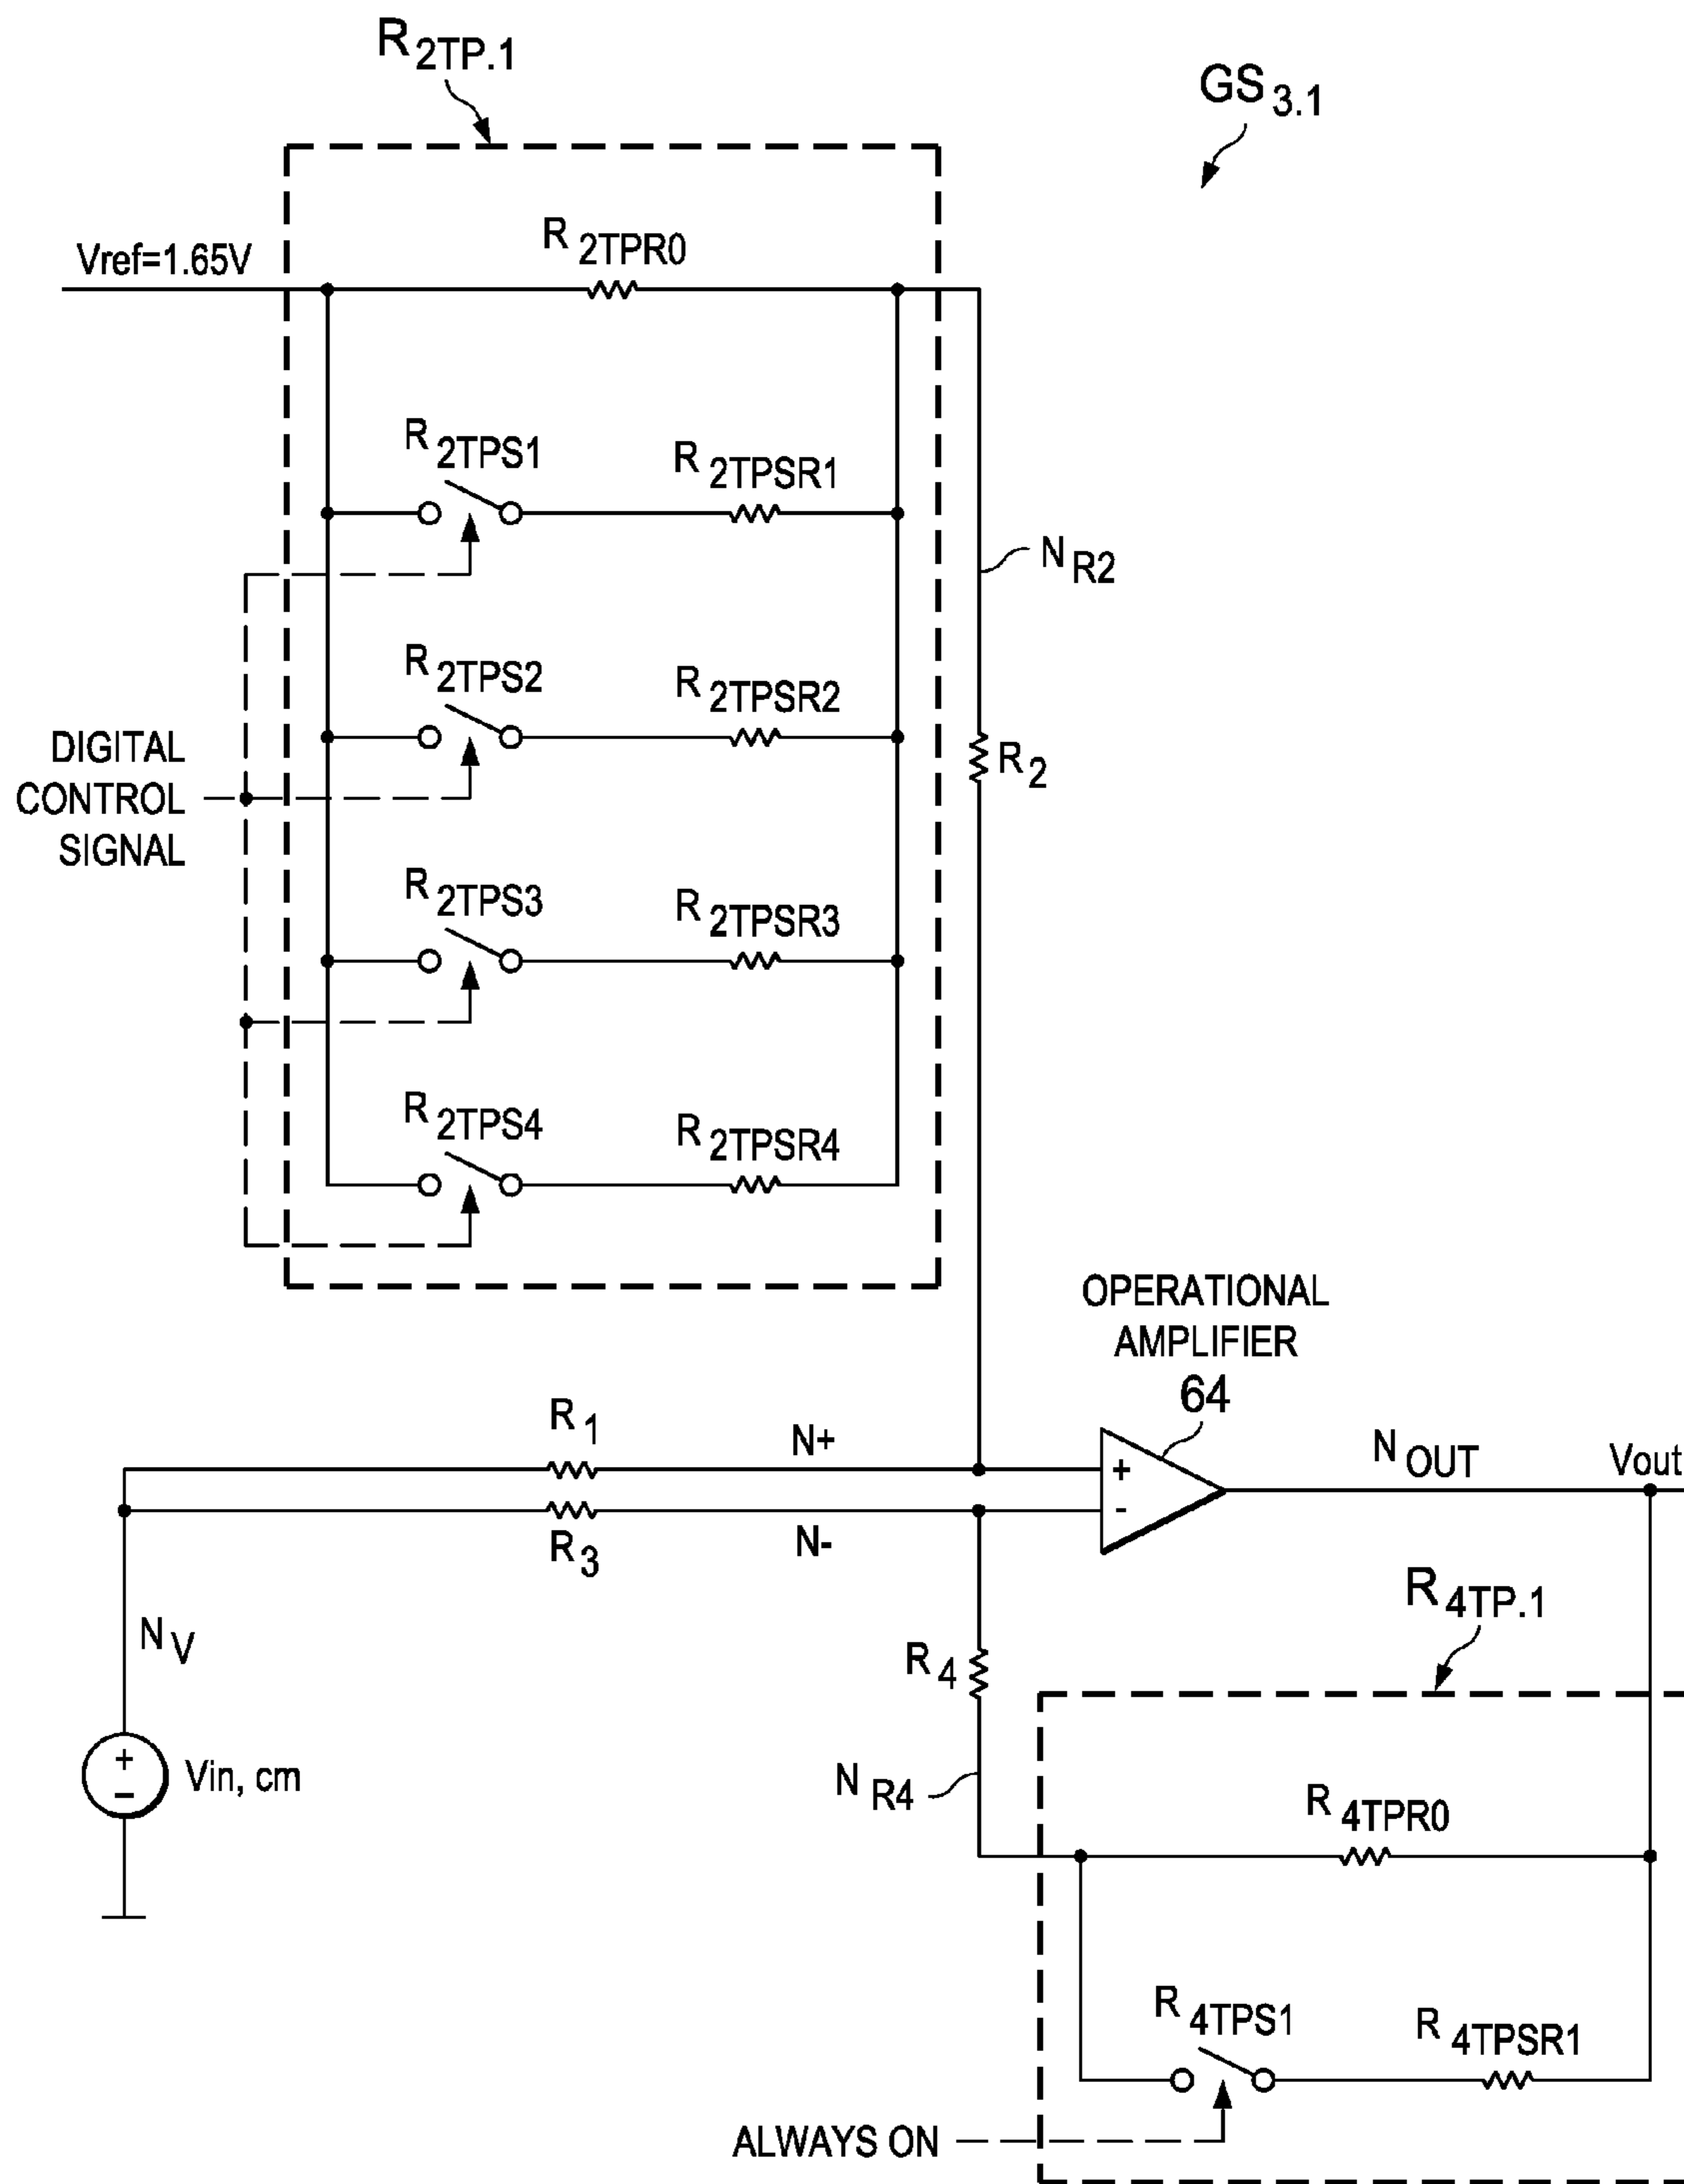 R2TP.1
GS3.1
Vref=1.65V
R2TPR0
R2TPS1
R2TPSR1
NR2
R2TPS2
R2TPSR2
R2
DIGITAL
CONTROL
SIGNAL
R2TPS3
R2TPSR3
R2TPS4
R2TPSR4
OPERATIONAL
AMPLIFIER
64
R1
N+
+
NOUT
Vout
-
R3
N-
R4TP.1
NV
R4
+
Vin, cm
-
NR4
R4TPR0
R4TPS1
R4TPSR1
ALWAYS ON